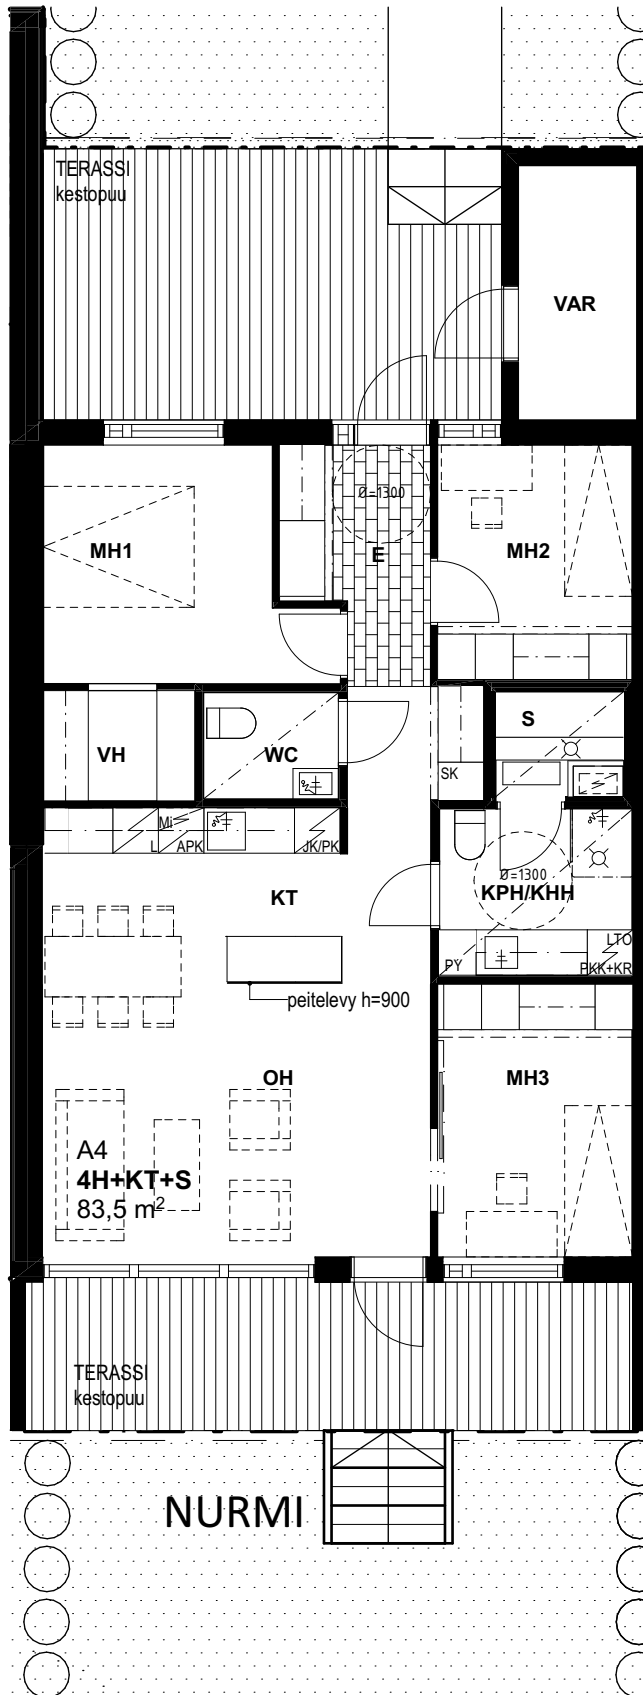 TERASSI
kestopuu
VAR
Ø=1300
MH1
E
MH2
S
VH
WC
SK
Mi
L
APK
JK/PK
KT
Ø=1300
KPH/KHH
LTO
PY
PKK+KR
peitelevy h=900
OH
MH3
A4
4H+KT+S
83,5 m²
TERASSI
kestopuu
NURMI